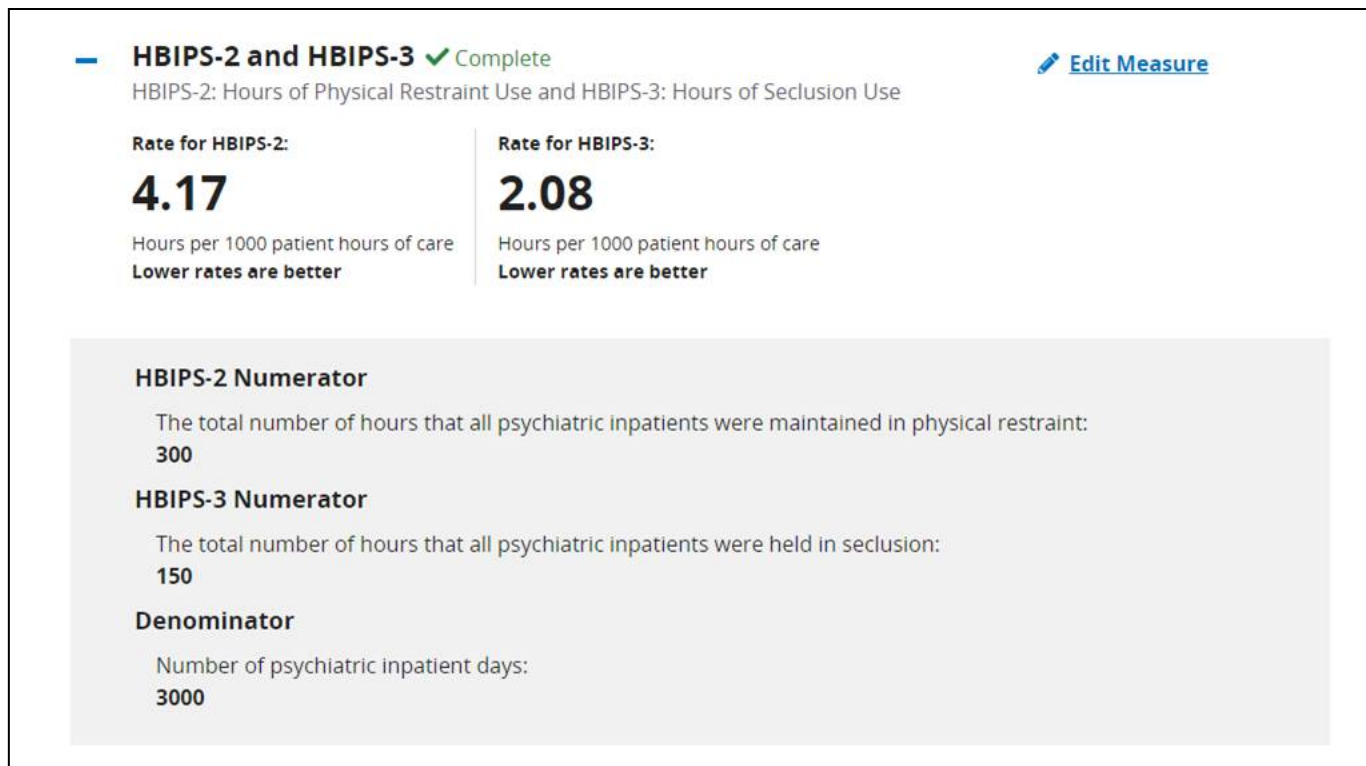 HBIPS-2 and HBIPS-3 ✔ Complete
Edit Measure
HBIPS-2: Hours of Physical Restraint Use and HBIPS-3: Hours of Seclusion Use
Rate for HBIPS-2:
4.17
Hours per 1000 patient hours of care
Lower rates are better
Rate for HBIPS-3:
2.08
Hours per 1000 patient hours of care
Lower rates are better
HBIPS-2 Numerator
The total number of hours that all psychiatric inpatients were maintained in physical restraint:
300
HBIPS-3 Numerator
The total number of hours that all psychiatric inpatients were held in seclusion:
150
Denominator
Number of psychiatric inpatient days:
3000